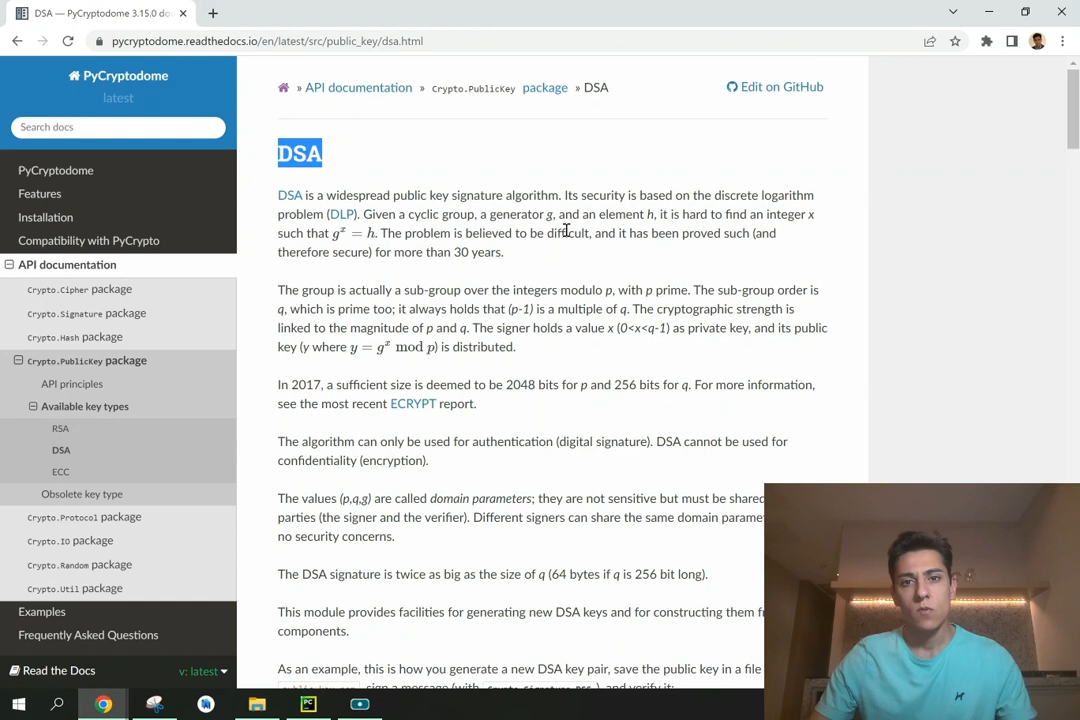 DSA — PyCryptodome 3.15.0 do
pycryptodome.readthedocs.io/en/latest/src/public_key/dsa.html
PyCryptodome
latest
Search docs
PyCryptodome
Features
Installation
Compatibility with PyCrypto
API documentation
Crypto.Cipher package
Crypto.Signature package
Crypto.Hash package
Crypto.PublicKey package
API principles
Available key types
RSA
DSA
ECC
Obsolete key type
Crypto.Protocol package
Crypto.IO package
Crypto.Random package
Crypto.Util package
Examples
Frequently Asked Questions
Read the Docs
v: latest
» API documentation » Crypto.PublicKey package » DSA
Edit on GitHub
DSA
DSA is a widespread public key signature algorithm. Its security is based on the discrete logarithm
problem (DLP). Given a cyclic group, a generator g, and an element h, it is hard to find an integer x
such that gˣ = h. The problem is believed to be difficult, and it has been proved such (and
therefore secure) for more than 30 years.
The group is actually a sub-group over the integers modulo p, with p prime. The sub-group order is
q, which is prime too; it always holds that (p-1) is a multiple of q. The cryptographic strength is
linked to the magnitude of p and q. The signer holds a value x (0<x<q-1) as private key, and its public
key (y where y = gˣ mod p) is distributed.
In 2017, a sufficient size is deemed to be 2048 bits for p and 256 bits for q. For more information,
see the most recent ECRYPT report.
The algorithm can only be used for authentication (digital signature). DSA cannot be used for
confidentiality (encryption).
The values (p,q,g) are called domain parameters; they are not sensitive but must be shared
parties (the signer and the verifier). Different signers can share the same domain parame
no security concerns.
The DSA signature is twice as big as the size of q (64 bytes if q is 256 bit long).
This module provides facilities for generating new DSA keys and for constructing them f
components.
As an example, this is how you generate a new DSA key pair, save the public key in a file
sign a message (with Crypto.Signature.DSS), and verify it: